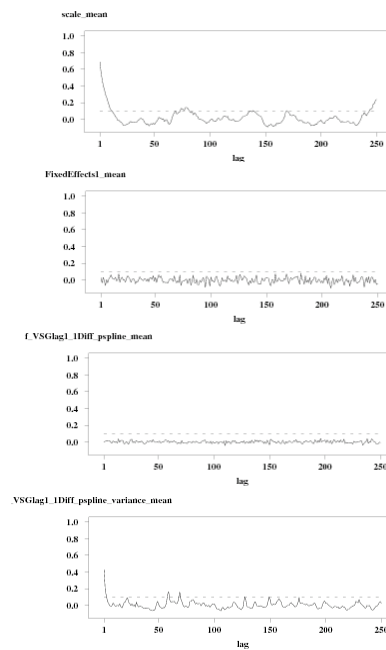 scale_mean
1.0
0.8
0.6
0.4
0.2
0.0
1 50 100 150 200 250
lag
FixedEffects1_mean
1.0
0.8
0.6
0.4
0.2
0.0
1 50 100 150 200 250
lag
f_VSGlag1_1Diff_pspline_mean
1.0
0.8
0.6
0.4
0.2
0.0
1 50 100 150 200 250
lag
_VSGlag1_1Diff_pspline_variance_mean
1.0
0.8
0.6
0.4
0.2
0.0
1 50 100 150 200 250
lag